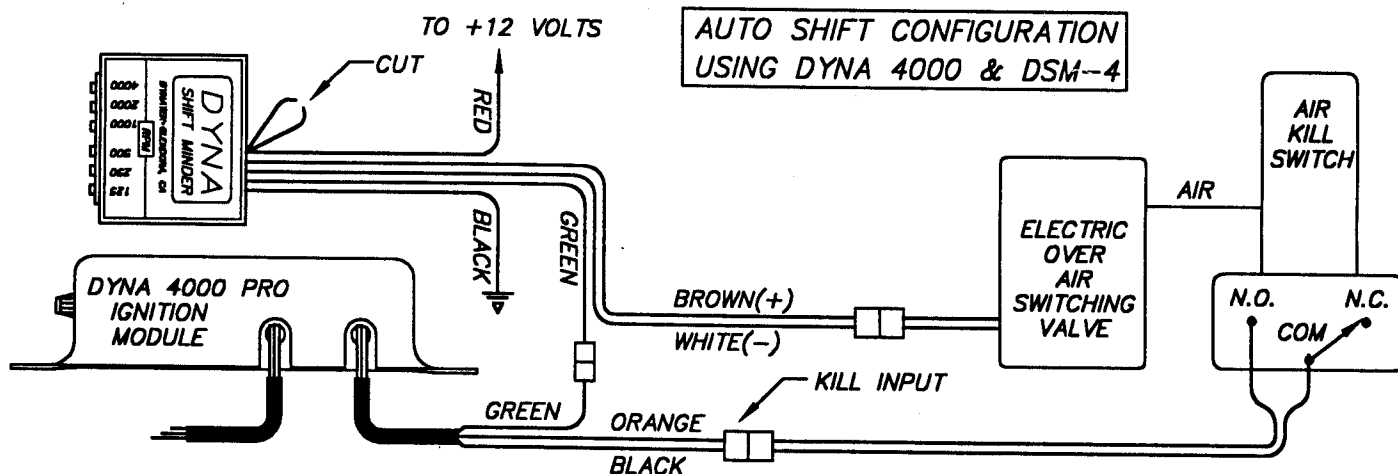 TO +12 VOLTS
AUTO SHIFT CONFIGURATION
USING DYNA 4000 & DSM-4
CUT
4000
2000
1000
500
250
125
RPM
DYNA
SHIFT MINDER
RED
BLACK
GREEN
AIR
KILL
SWITCH
AIR
ELECTRIC
OVER
AIR
SWITCHING
VALVE
BROWN(+)
WHITE(-)
N.O.
N.C.
COM
DYNA 4000 PRO
IGNITION
MODULE
KILL INPUT
GREEN
ORANGE
BLACK